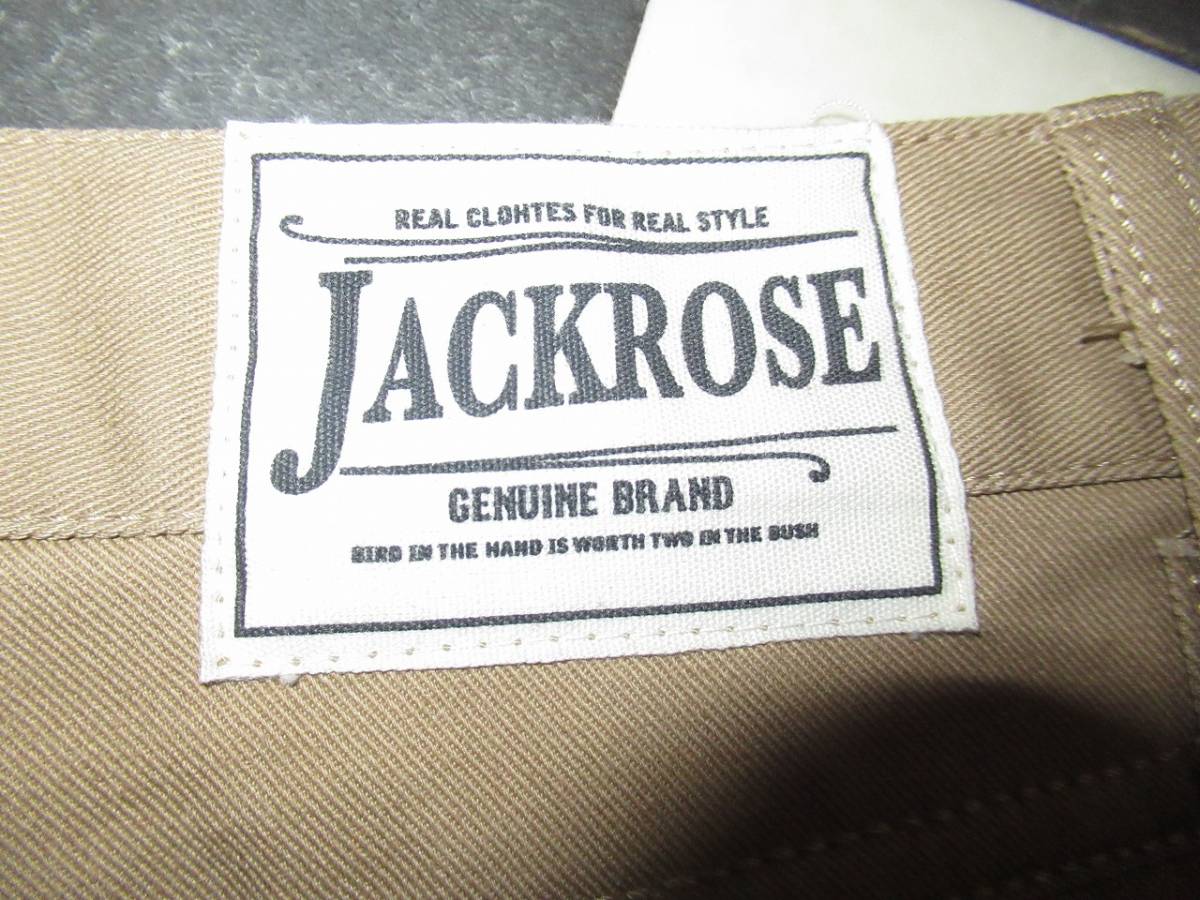 REAL CLOHTES FOR REAL STYLE
JACKROSE
GENUINE BRAND
BIRD IN THE HAND IS WORTH TWO IN THE BUSH